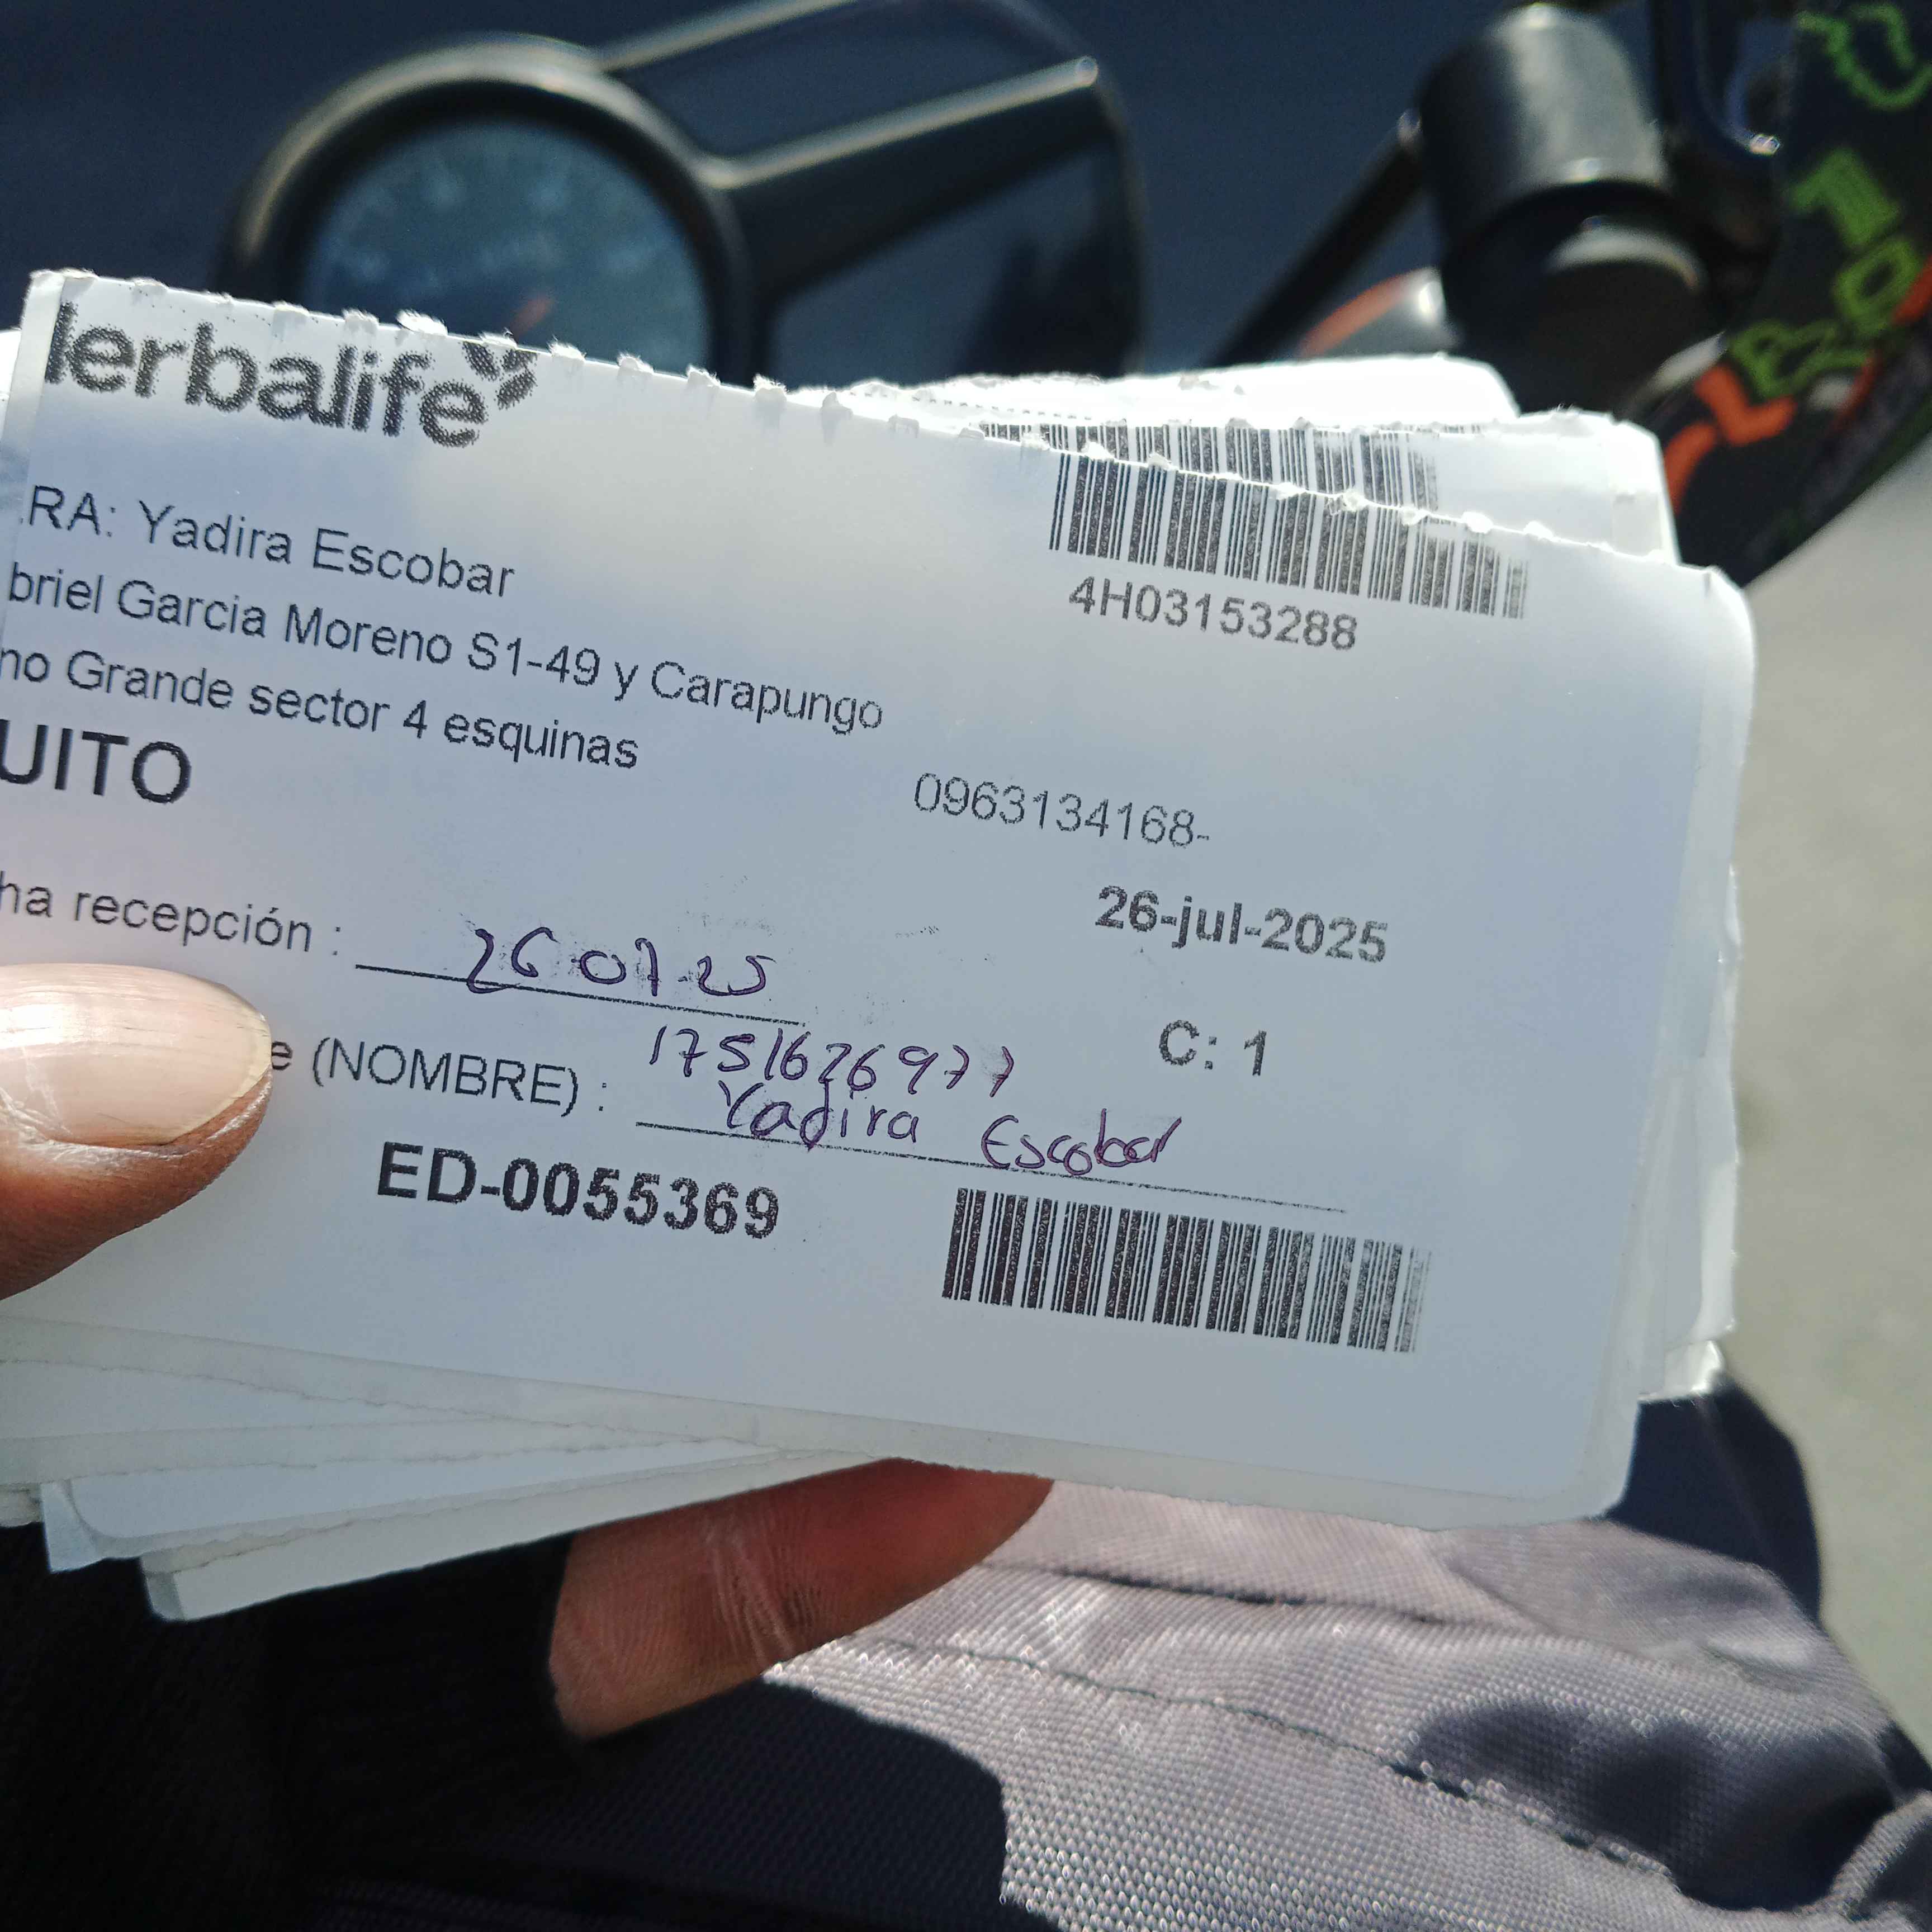 lerbalife
RA: Yadira Escobar
4H03153288
briel Garcia Moreno S1-49 y Carapungo
no Grande sector 4 esquinas
UITO
0963134168-
26-jul-2025
ha recepción : 26-07-25
C: 1
1751626977
e (NOMBRE) : Yadira Escobar
ED-0055369